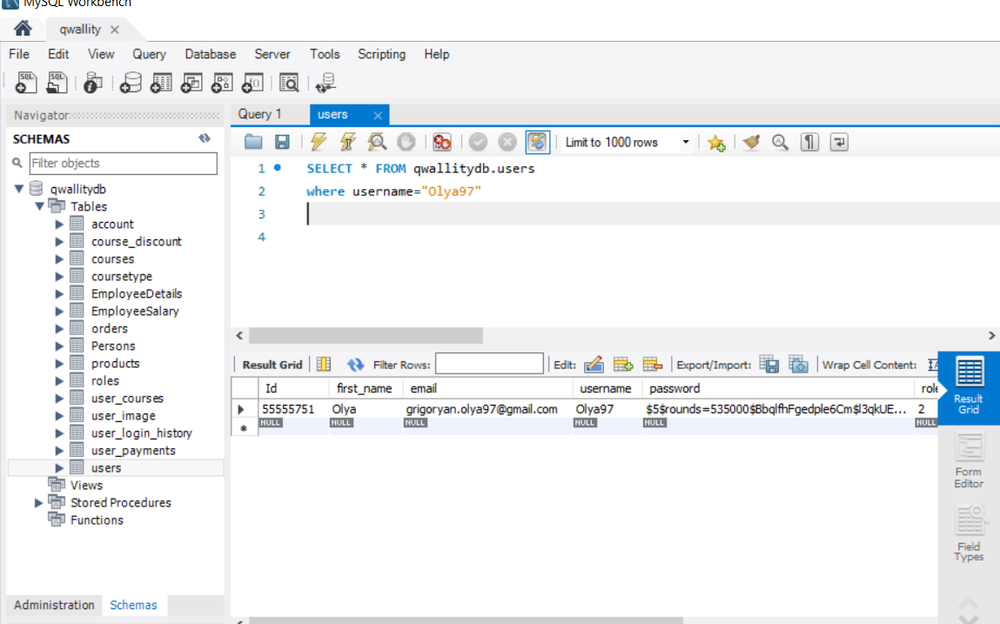 MySQL Workbench
qwallity
File Edit View Query Database Server Tools Scripting Help
Navigator
SCHEMAS
Filter objects
qwallitydb
Tables
account
course_discount
courses
coursetype
EmployeeDetails
EmployeeSalary
orders
Persons
products
roles
user_courses
user_image
user_login_history
user_payments
users
Views
Stored Procedures
Functions
Administration Schemas
Query 1 users
Limit to 1000 rows
1 SELECT * FROM qwallitydb.users
2 where username="Olya97"
3
4
Result Grid Filter Rows: Edit: Export/Import: Wrap Cell Content:
Id first_name email username password role
55555751 Olya grigoryan.olya97@gmail.com Olya97 $5$rounds=535000$BbqlfhFgedple6Cm$l3qkUE... 2
NULL NULL NULL NULL NULL NULL
Result
Grid
Form
Editor
Field
Types